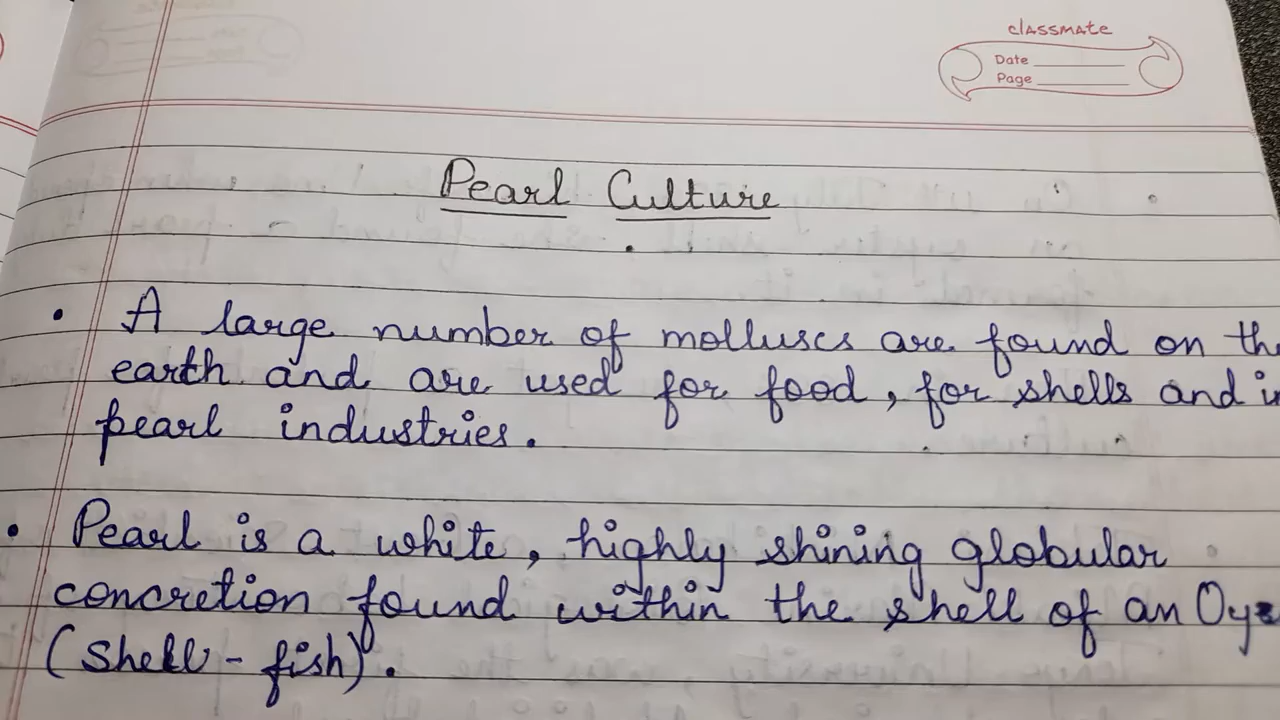 classmate
Date
Page
Pearl Culture
• A large number of molluscs are found on th
earth and are used for food, for shells and in
pearl industries.
• Pearl is a white, highly shining globular
concretion found within the shell of an Oys
(Shell - fish).